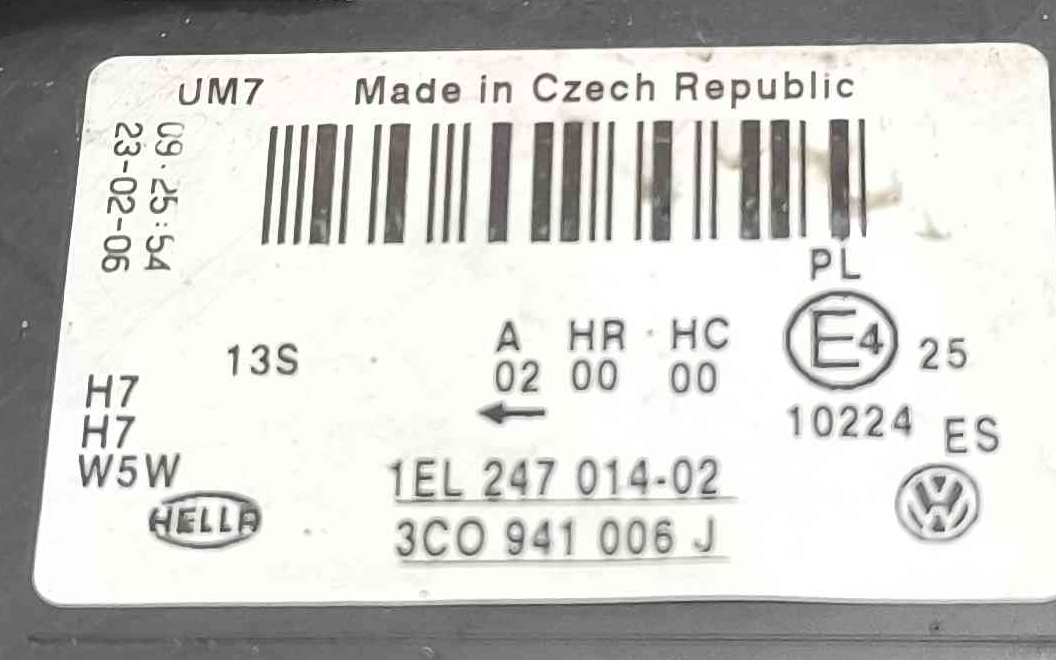 UM7 Made in Czech Republic
09:25:54
23-02-06
PL
13S
A HR HC
02 00 00
E4 25
H7
H7
W5W
10224 ES
HELLA
1EL 247 014-02
3C0 941 006 J
VW